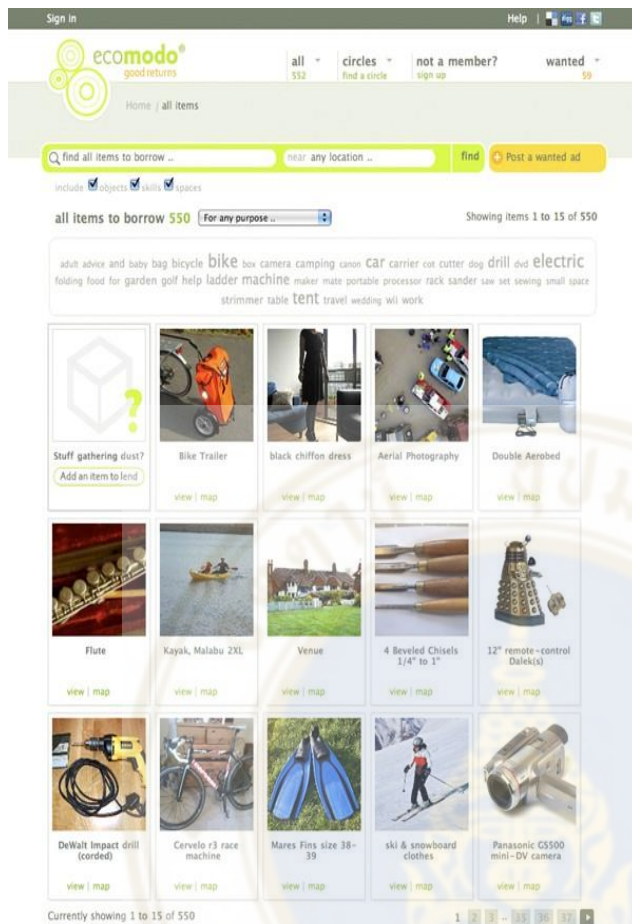 Sign in
Help |
ecomodo®
good returns
all
552
circles
find a circle
not a member?
sign up
wanted
59
Home / all items
find all items to borrow ..
near any location ..
find
Post a wanted ad
include objects skills spaces
all items to borrow 550
For any purpose ..
Showing items 1 to 15 of 550
adult advice and baby bag bicycle bike box camera camping canon car carrier cot cutter dog drill dvd electric
folding food for garden golf help ladder machine maker mate portable processor rack sander saw set sewing small space
strimmer table tent travel wedding wii work
Stuff gathering dust?
Add an item to lend
Bike Trailer
view | map
black chiffon dress
view | map
Aerial Photography
view | map
Double Aerobed
view | map
Flute
view | map
Kayak, Malabu 2XL
view | map
Venue
view | map
4 Beveled Chisels
1/4" to 1"
view | map
12" remote-control
Dalek(s)
view | map
DeWalt Impact drill
(corded)
view | map
Cervelo r3 race
machine
view | map
Mares Fins size 38-
39
view | map
ski & snowboard
clothes
view | map
Panasonic GS500
mini-DV camera
view | map
Currently showing 1 to 15 of 550
1 2 3 .. 35 36 37